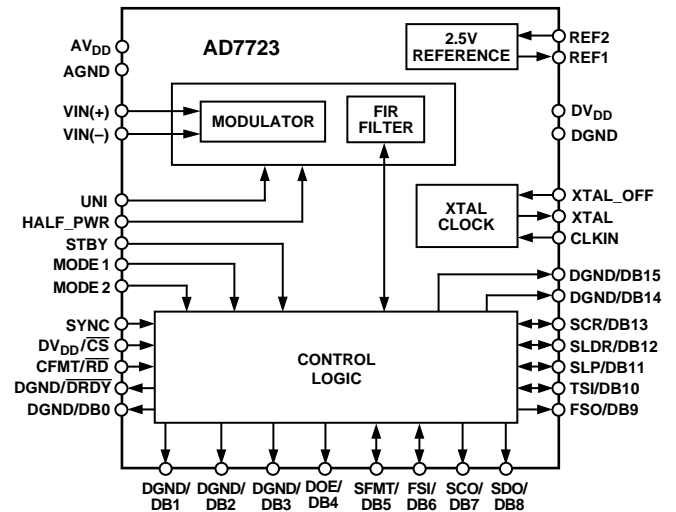 AD7723
AVDD
AGND
VIN(+)
VIN(–)
UNI
HALF_PWR
STBY
MODE 1
MODE 2
SYNC
DVDD/C̅S̅
CFMT/R̅D̅
DGND/D̅R̅D̅Y̅
DGND/DB0
MODULATOR
FIR
FILTER
2.5V
REFERENCE
XTAL
CLOCK
CONTROL
LOGIC
REF2
REF1
DVDD
DGND
XTAL_OFF
XTAL
CLKIN
DGND/DB15
DGND/DB14
SCR/DB13
SLDR/DB12
SLP/DB11
TSI/DB10
FSO/DB9
DGND/ DGND/ DGND/ DOE/ SFMT/ FSI/ SCO/ SDO/
DB1 DB2 DB3 DB4 DB5 DB6 DB7 DB8